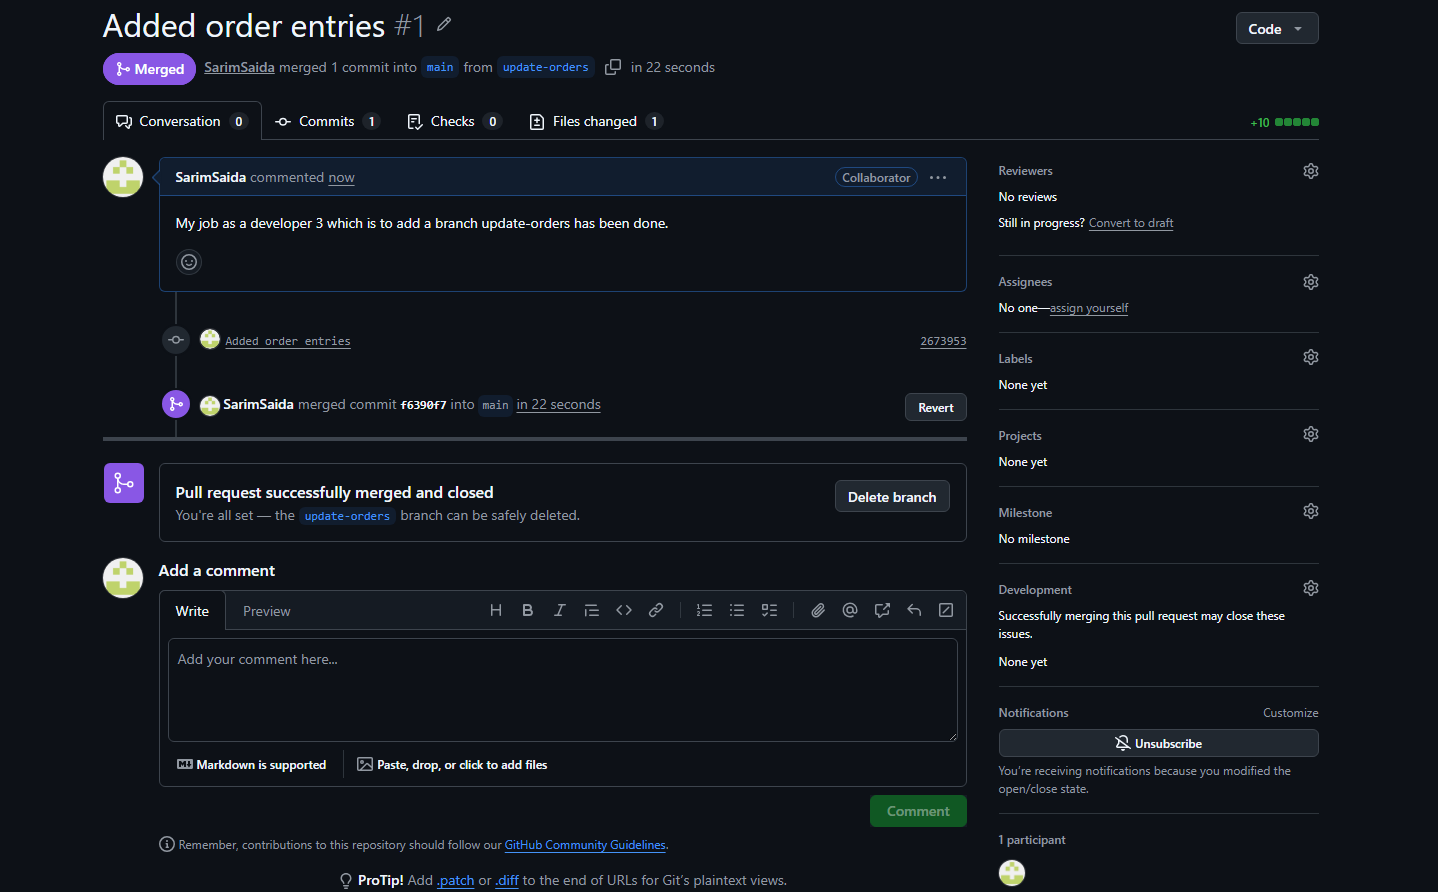 Added order entries #1
Code
Merged
SarimSaida merged 1 commit into main from update-orders in 22 seconds
Conversation 0
Commits 1
Checks 0
Files changed 1
+10
SarimSaida commented now
Collaborator
My job as a developer 3 which is to add a branch update-orders has been done.
Added order entries
2673953
SarimSaida merged commit f6390f7 into main in 22 seconds
Revert
Pull request successfully merged and closed
You're all set — the update-orders branch can be safely deleted.
Delete branch
Add a comment
Write
Preview
Add your comment here...
Markdown is supported
Paste, drop, or click to add files
Comment
Remember, contributions to this repository should follow our GitHub Community Guidelines.
ProTip! Add .patch or .diff to the end of URLs for Git's plaintext views.
Reviewers
No reviews
Still in progress? Convert to draft
Assignees
No one—assign yourself
Labels
None yet
Projects
None yet
Milestone
No milestone
Development
Successfully merging this pull request may close these
issues.
None yet
Notifications
Customize
Unsubscribe
You're receiving notifications because you modified the
open/close state.
1 participant